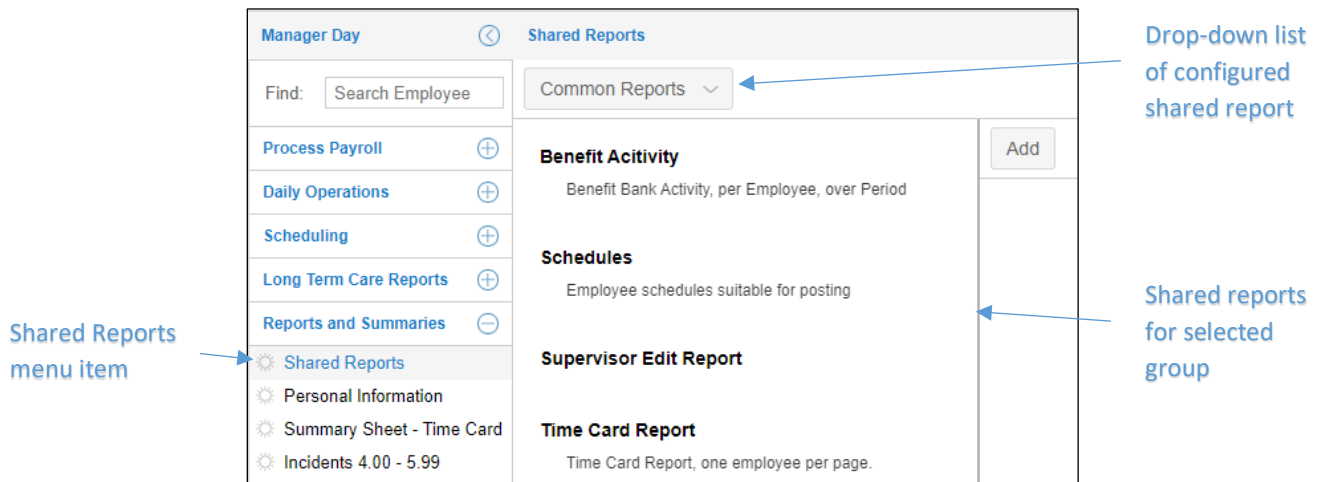 Manager Day
Shared Reports
Find:
Search Employee
Common Reports
Process Payroll
Daily Operations
Scheduling
Long Term Care Reports
Reports and Summaries
Shared Reports
Personal Information
Summary Sheet - Time Card
Incidents 4.00 - 5.99
Benefit Acitivity
Benefit Bank Activity, per Employee, over Period
Schedules
Employee schedules suitable for posting
Supervisor Edit Report
Time Card Report
Time Card Report, one employee per page.
Add
Drop-down list
of configured
shared report
Shared reports
for selected
group
Shared Reports
menu item